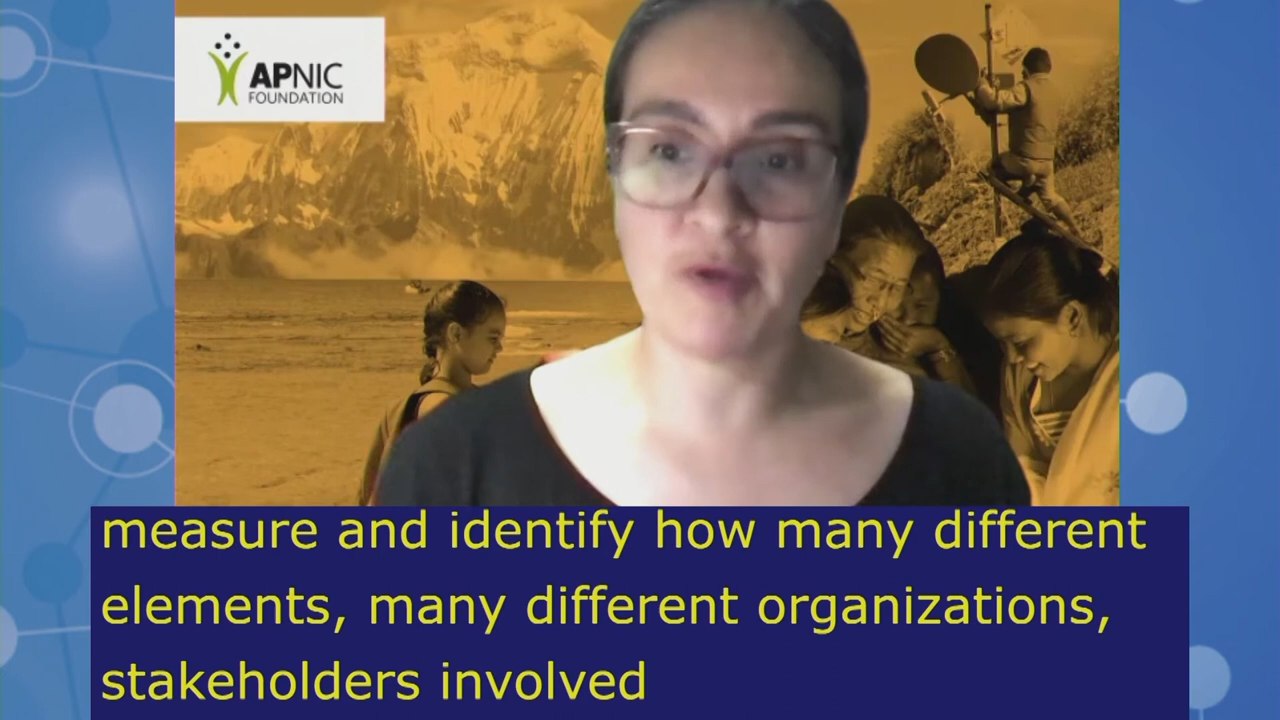 APNIC
FOUNDATION
measure and identify how many different
elements, many different organizations,
stakeholders involved